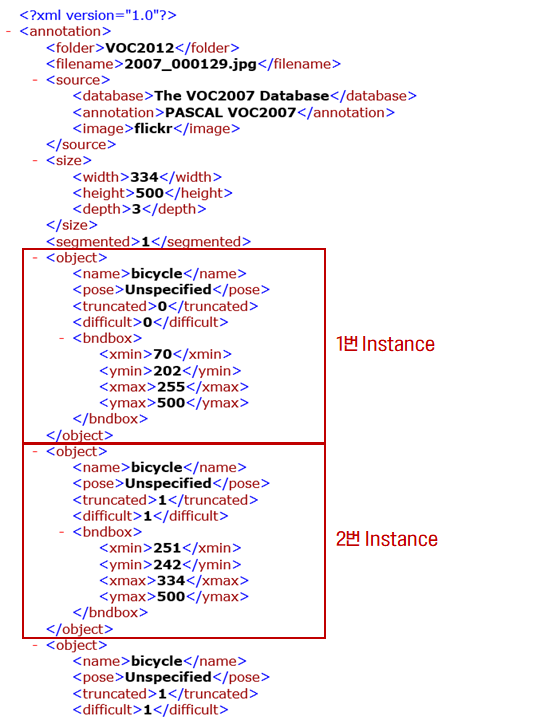 <?xml version="1.0"?>
- <annotation>
<folder>VOC2012</folder>
<filename>2007_000129.jpg</filename>
- <source>
<database>The VOC2007 Database</database>
<annotation>PASCAL VOC2007</annotation>
<image>flickr</image>
</source>
- <size>
<width>334</width>
<height>500</height>
<depth>3</depth>
</size>
<segmented>1</segmented>
- <object>
<name>bicycle</name>
<pose>Unspecified</pose>
<truncated>0</truncated>
<difficult>0</difficult>
- <bndbox>
<xmin>70</xmin>
<ymin>202</ymin>
<xmax>255</xmax>
<ymax>500</ymax>
</bndbox>
</object>
1번 Instance
- <object>
<name>bicycle</name>
<pose>Unspecified</pose>
<truncated>1</truncated>
<difficult>1</difficult>
- <bndbox>
<xmin>251</xmin>
<ymin>242</ymin>
<xmax>334</xmax>
<ymax>500</ymax>
</bndbox>
</object>
2번 Instance
- <object>
<name>bicycle</name>
<pose>Unspecified</pose>
<truncated>1</truncated>
<difficult>1</difficult>